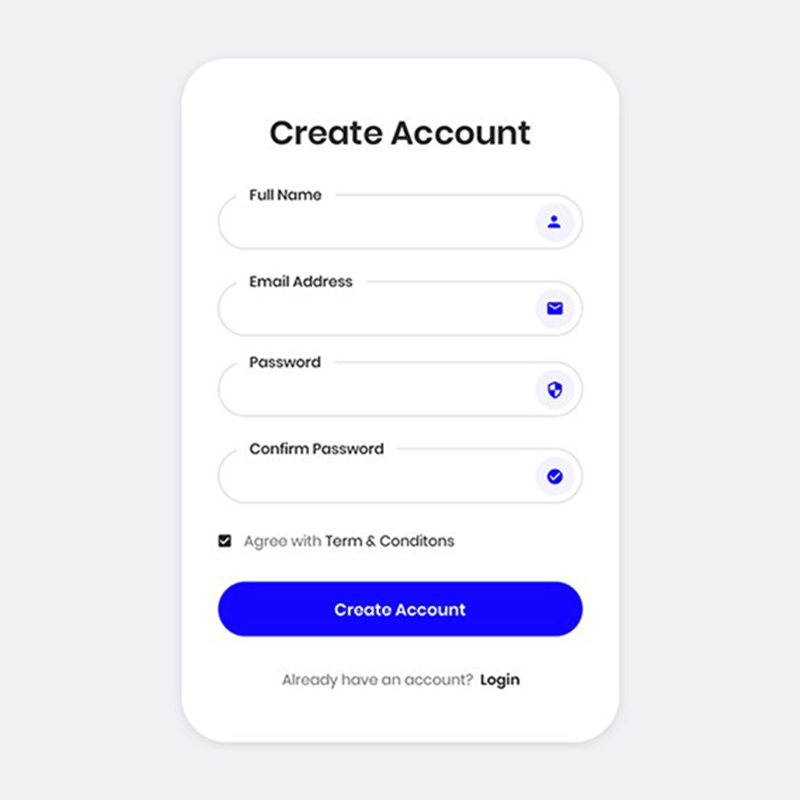 Create Account
Full Name
Email Address
Password
Confirm Password
Agree with Term & Conditons
Create Account
Already have an account? Login